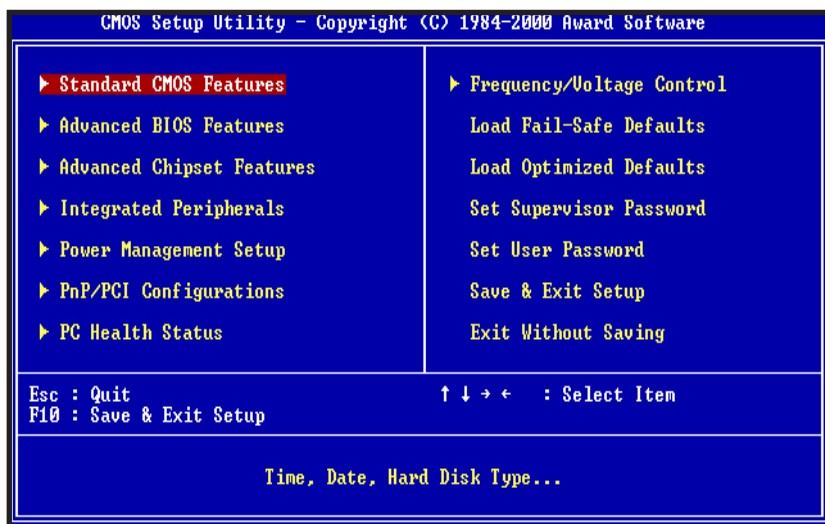 CMOS Setup Utility - Copyright (C) 1984-2000 Award Software
▶ Standard CMOS Features
▶ Advanced BIOS Features
▶ Advanced Chipset Features
▶ Integrated Peripherals
▶ Power Management Setup
▶ PnP/PCI Configurations
▶ PC Health Status
▶ Frequency/Voltage Control
Load Fail-Safe Defaults
Load Optimized Defaults
Set Supervisor Password
Set User Password
Save & Exit Setup
Exit Without Saving
Esc : Quit
F10 : Save & Exit Setup
↑ ↓ → ← : Select Item
Time, Date, Hard Disk Type...